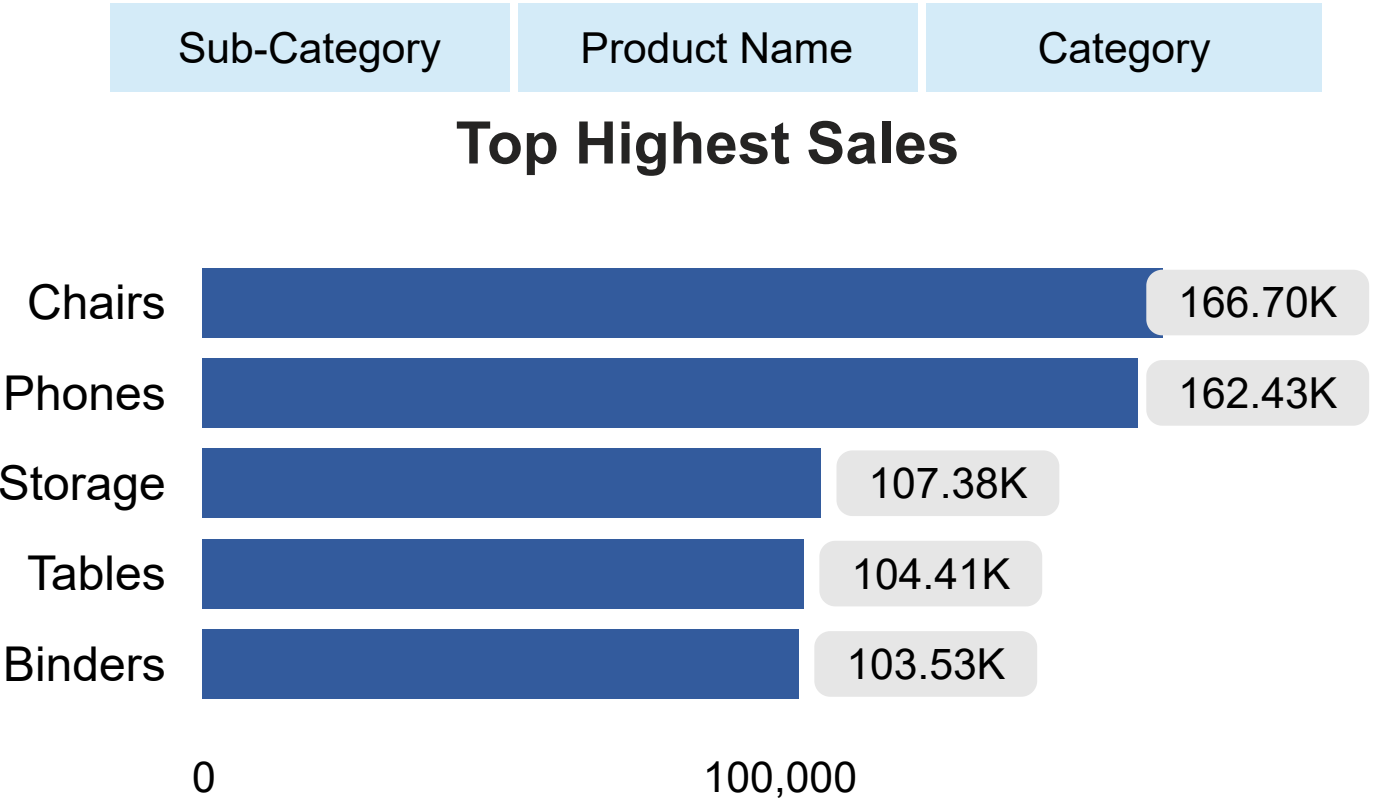 Sub-Category Product Name Category
Top Highest Sales
Chairs 166.70K
Phones 162.43K
Storage 107.38K
Tables 104.41K
Binders 103.53K
0 100,000